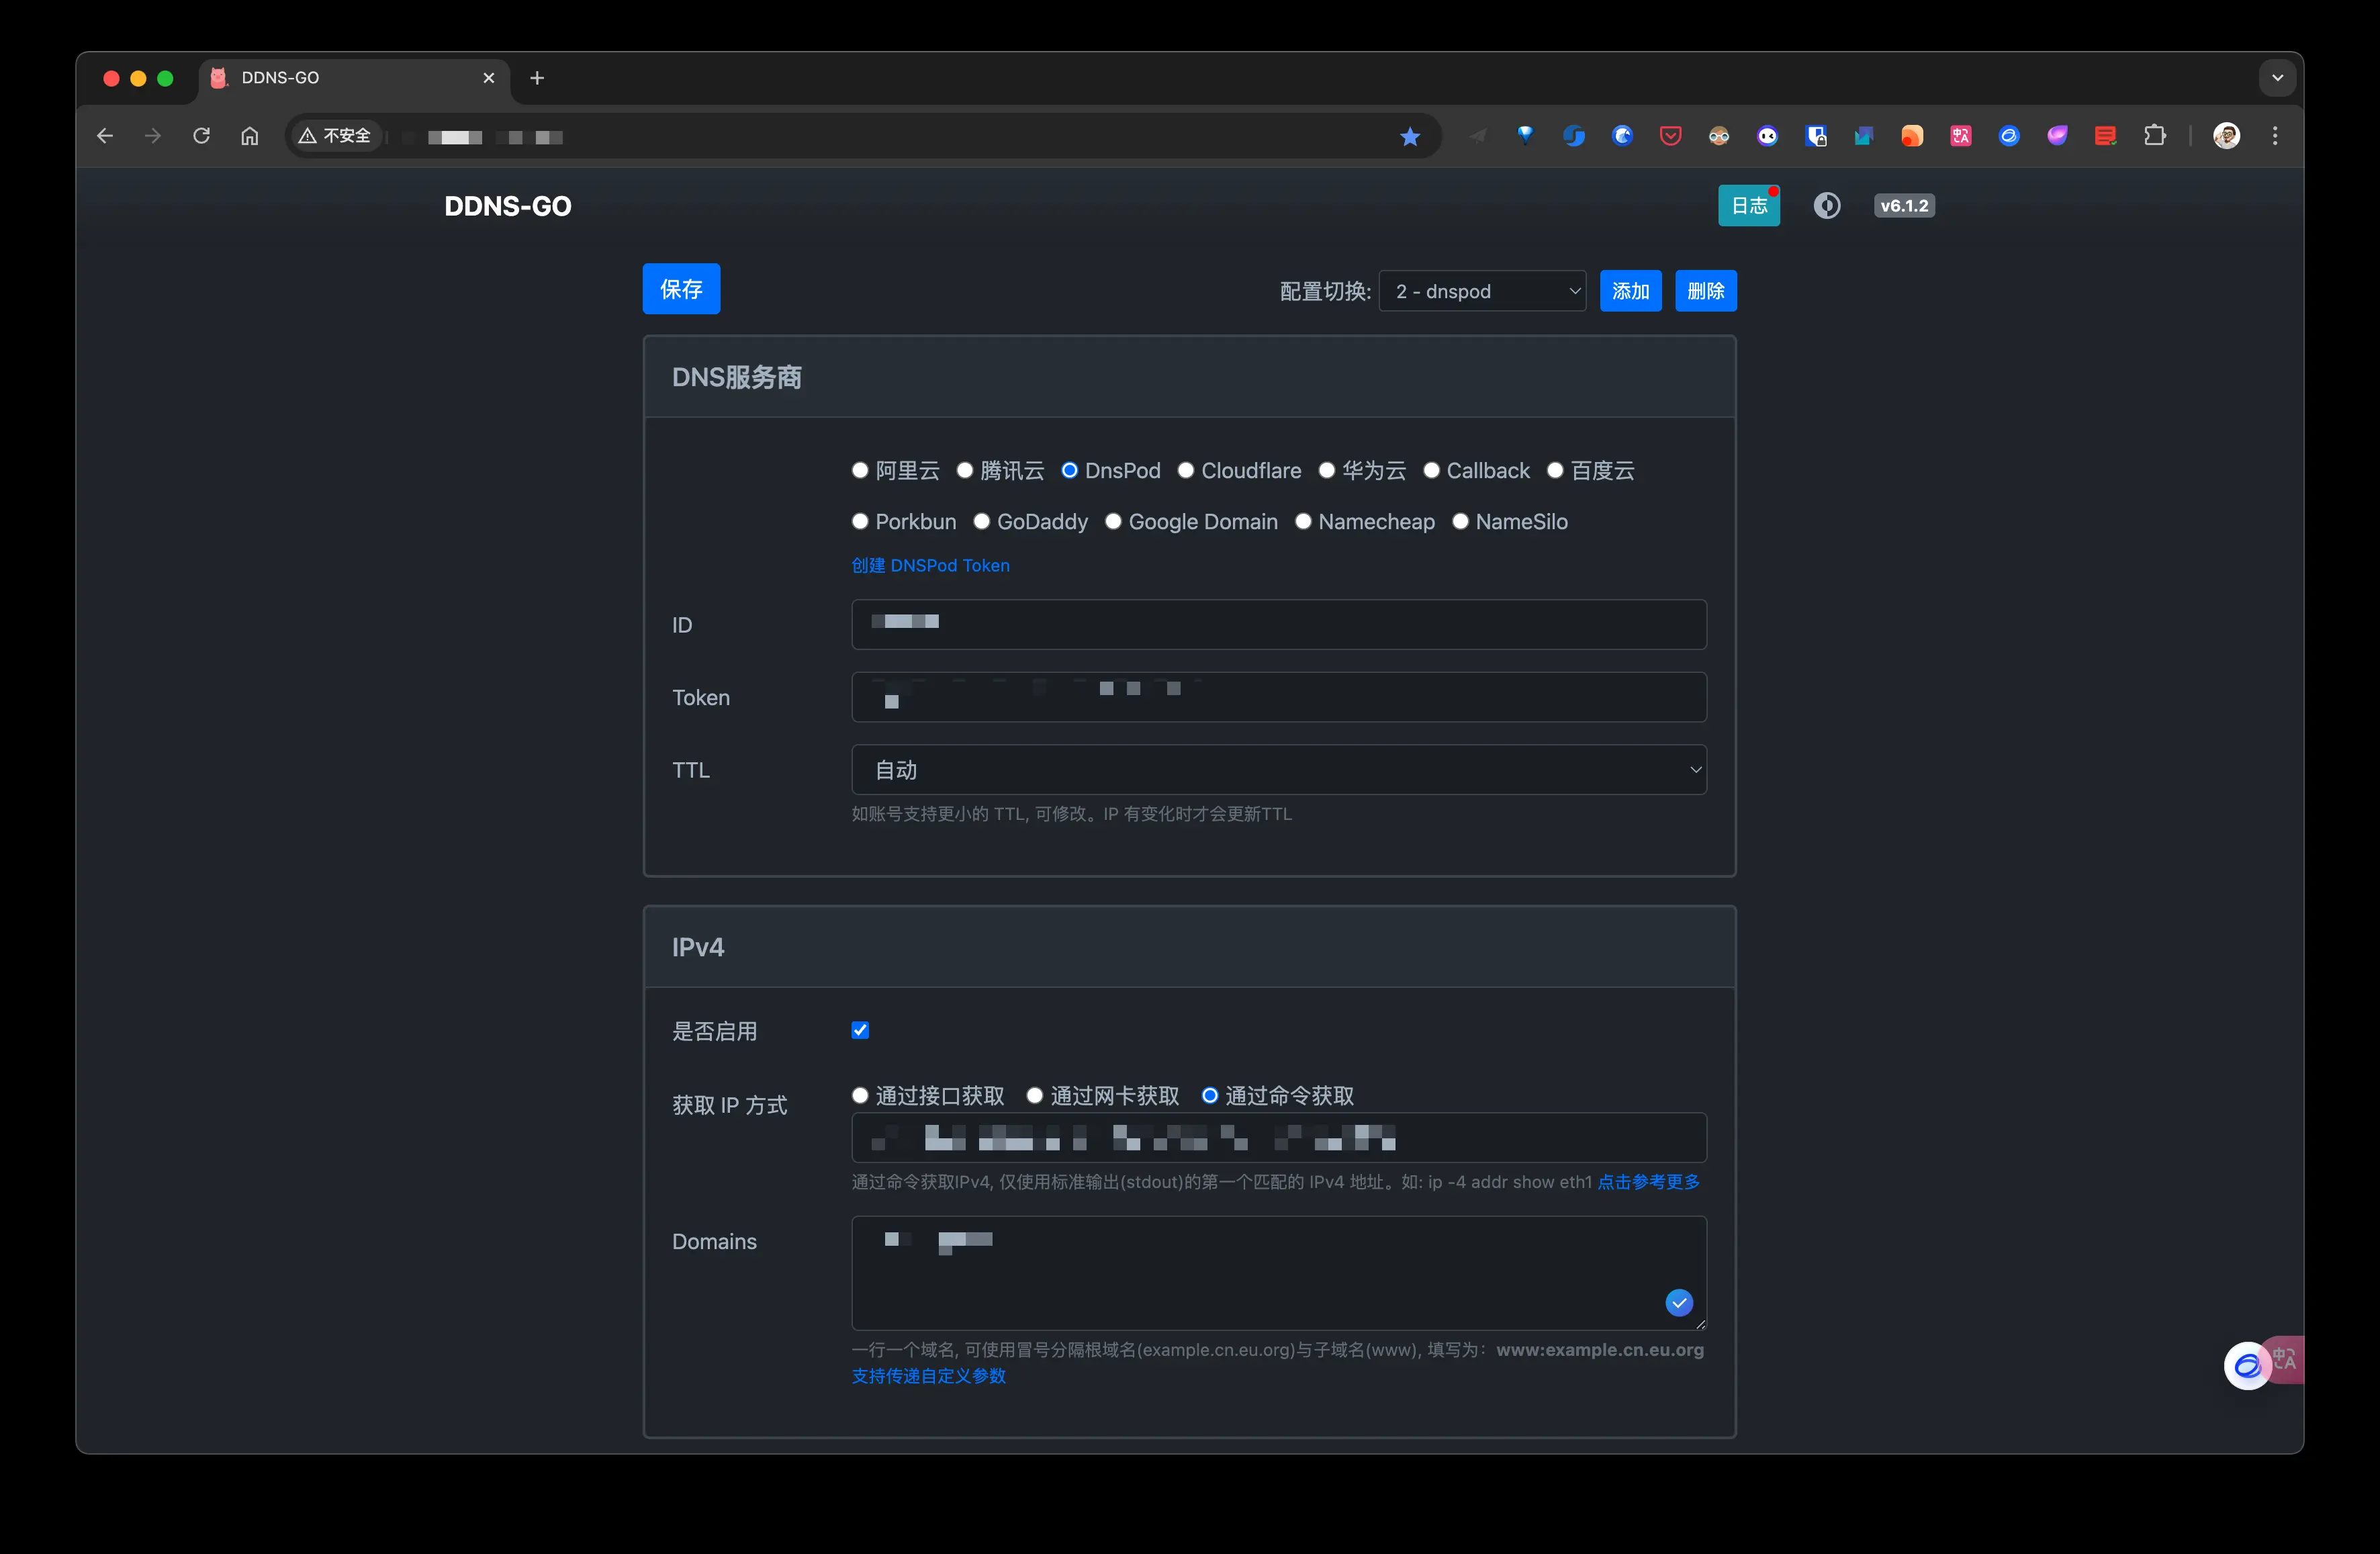 DDNS-GO
不安全
DDNS-GO
日志
v6.1.2
保存
配置切换: 2 - dnspod 添加 删除
DNS服务商
阿里云 腾讯云 DnsPod Cloudflare 华为云 Callback 百度云
Porkbun GoDaddy Google Domain Namecheap NameSilo
创建 DNSPod Token
ID
Token
TTL 自动
如账号支持更小的 TTL, 可修改。IP 有变化时才会更新TTL
IPv4
是否启用
获取 IP 方式 通过接口获取 通过网卡获取 通过命令获取
通过命令获取IPv4, 仅使用标准输出(stdout)的第一个匹配的 IPv4 地址。如: ip -4 addr show eth1 点击参考更多
Domains
一行一个域名, 可使用冒号分隔根域名(example.cn.eu.org)与子域名(www), 填写为：www:example.cn.eu.org
支持传递自定义参数